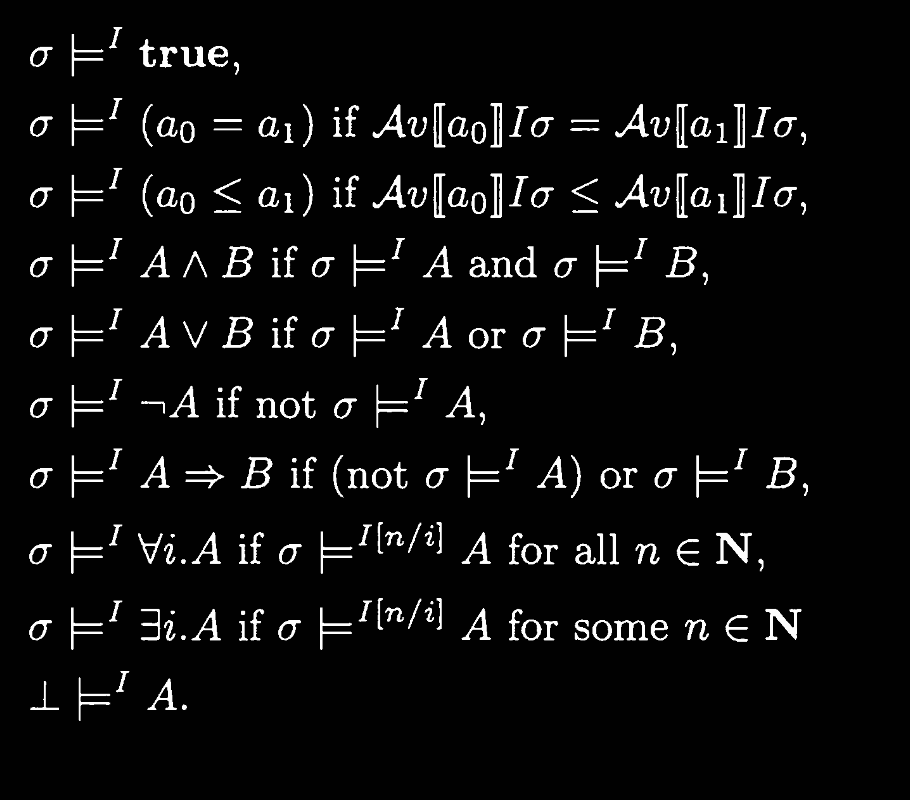 σ ⊨ᴵ true,
σ ⊨ᴵ (a₀ = a₁) if 𝒜v⟦a₀⟧Iσ = 𝒜v⟦a₁⟧Iσ,
σ ⊨ᴵ (a₀ ≤ a₁) if 𝒜v⟦a₀⟧Iσ ≤ 𝒜v⟦a₁⟧Iσ,
σ ⊨ᴵ A ∧ B if σ ⊨ᴵ A and σ ⊨ᴵ B,
σ ⊨ᴵ A ∨ B if σ ⊨ᴵ A or σ ⊨ᴵ B,
σ ⊨ᴵ ¬A if not σ ⊨ᴵ A,
σ ⊨ᴵ A ⇒ B if (not σ ⊨ᴵ A) or σ ⊨ᴵ B,
σ ⊨ᴵ ∀i.A if σ ⊨^{I[n/i]} A for all n ∈ N,
σ ⊨ᴵ ∃i.A if σ ⊨^{I[n/i]} A for some n ∈ N
⊥ ⊨ᴵ A.